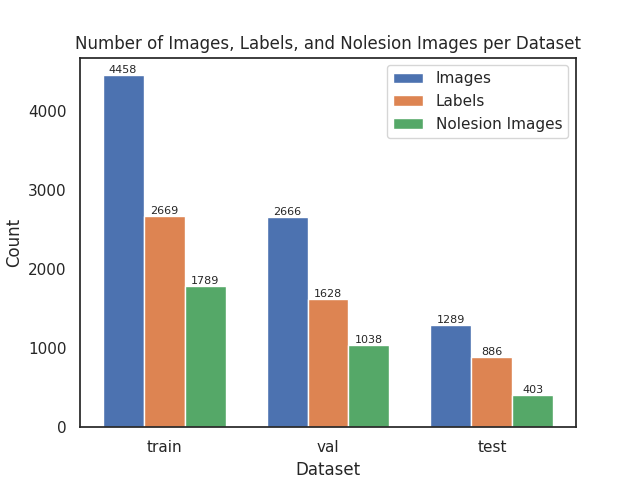 Number of Images, Labels, and Nolesion Images per Dataset
Images
Labels
Nolesion Images
4458
2669
1789
2666
1628
1038
1289
886
403
4000
3000
2000
1000
0
Count
train val test
Dataset